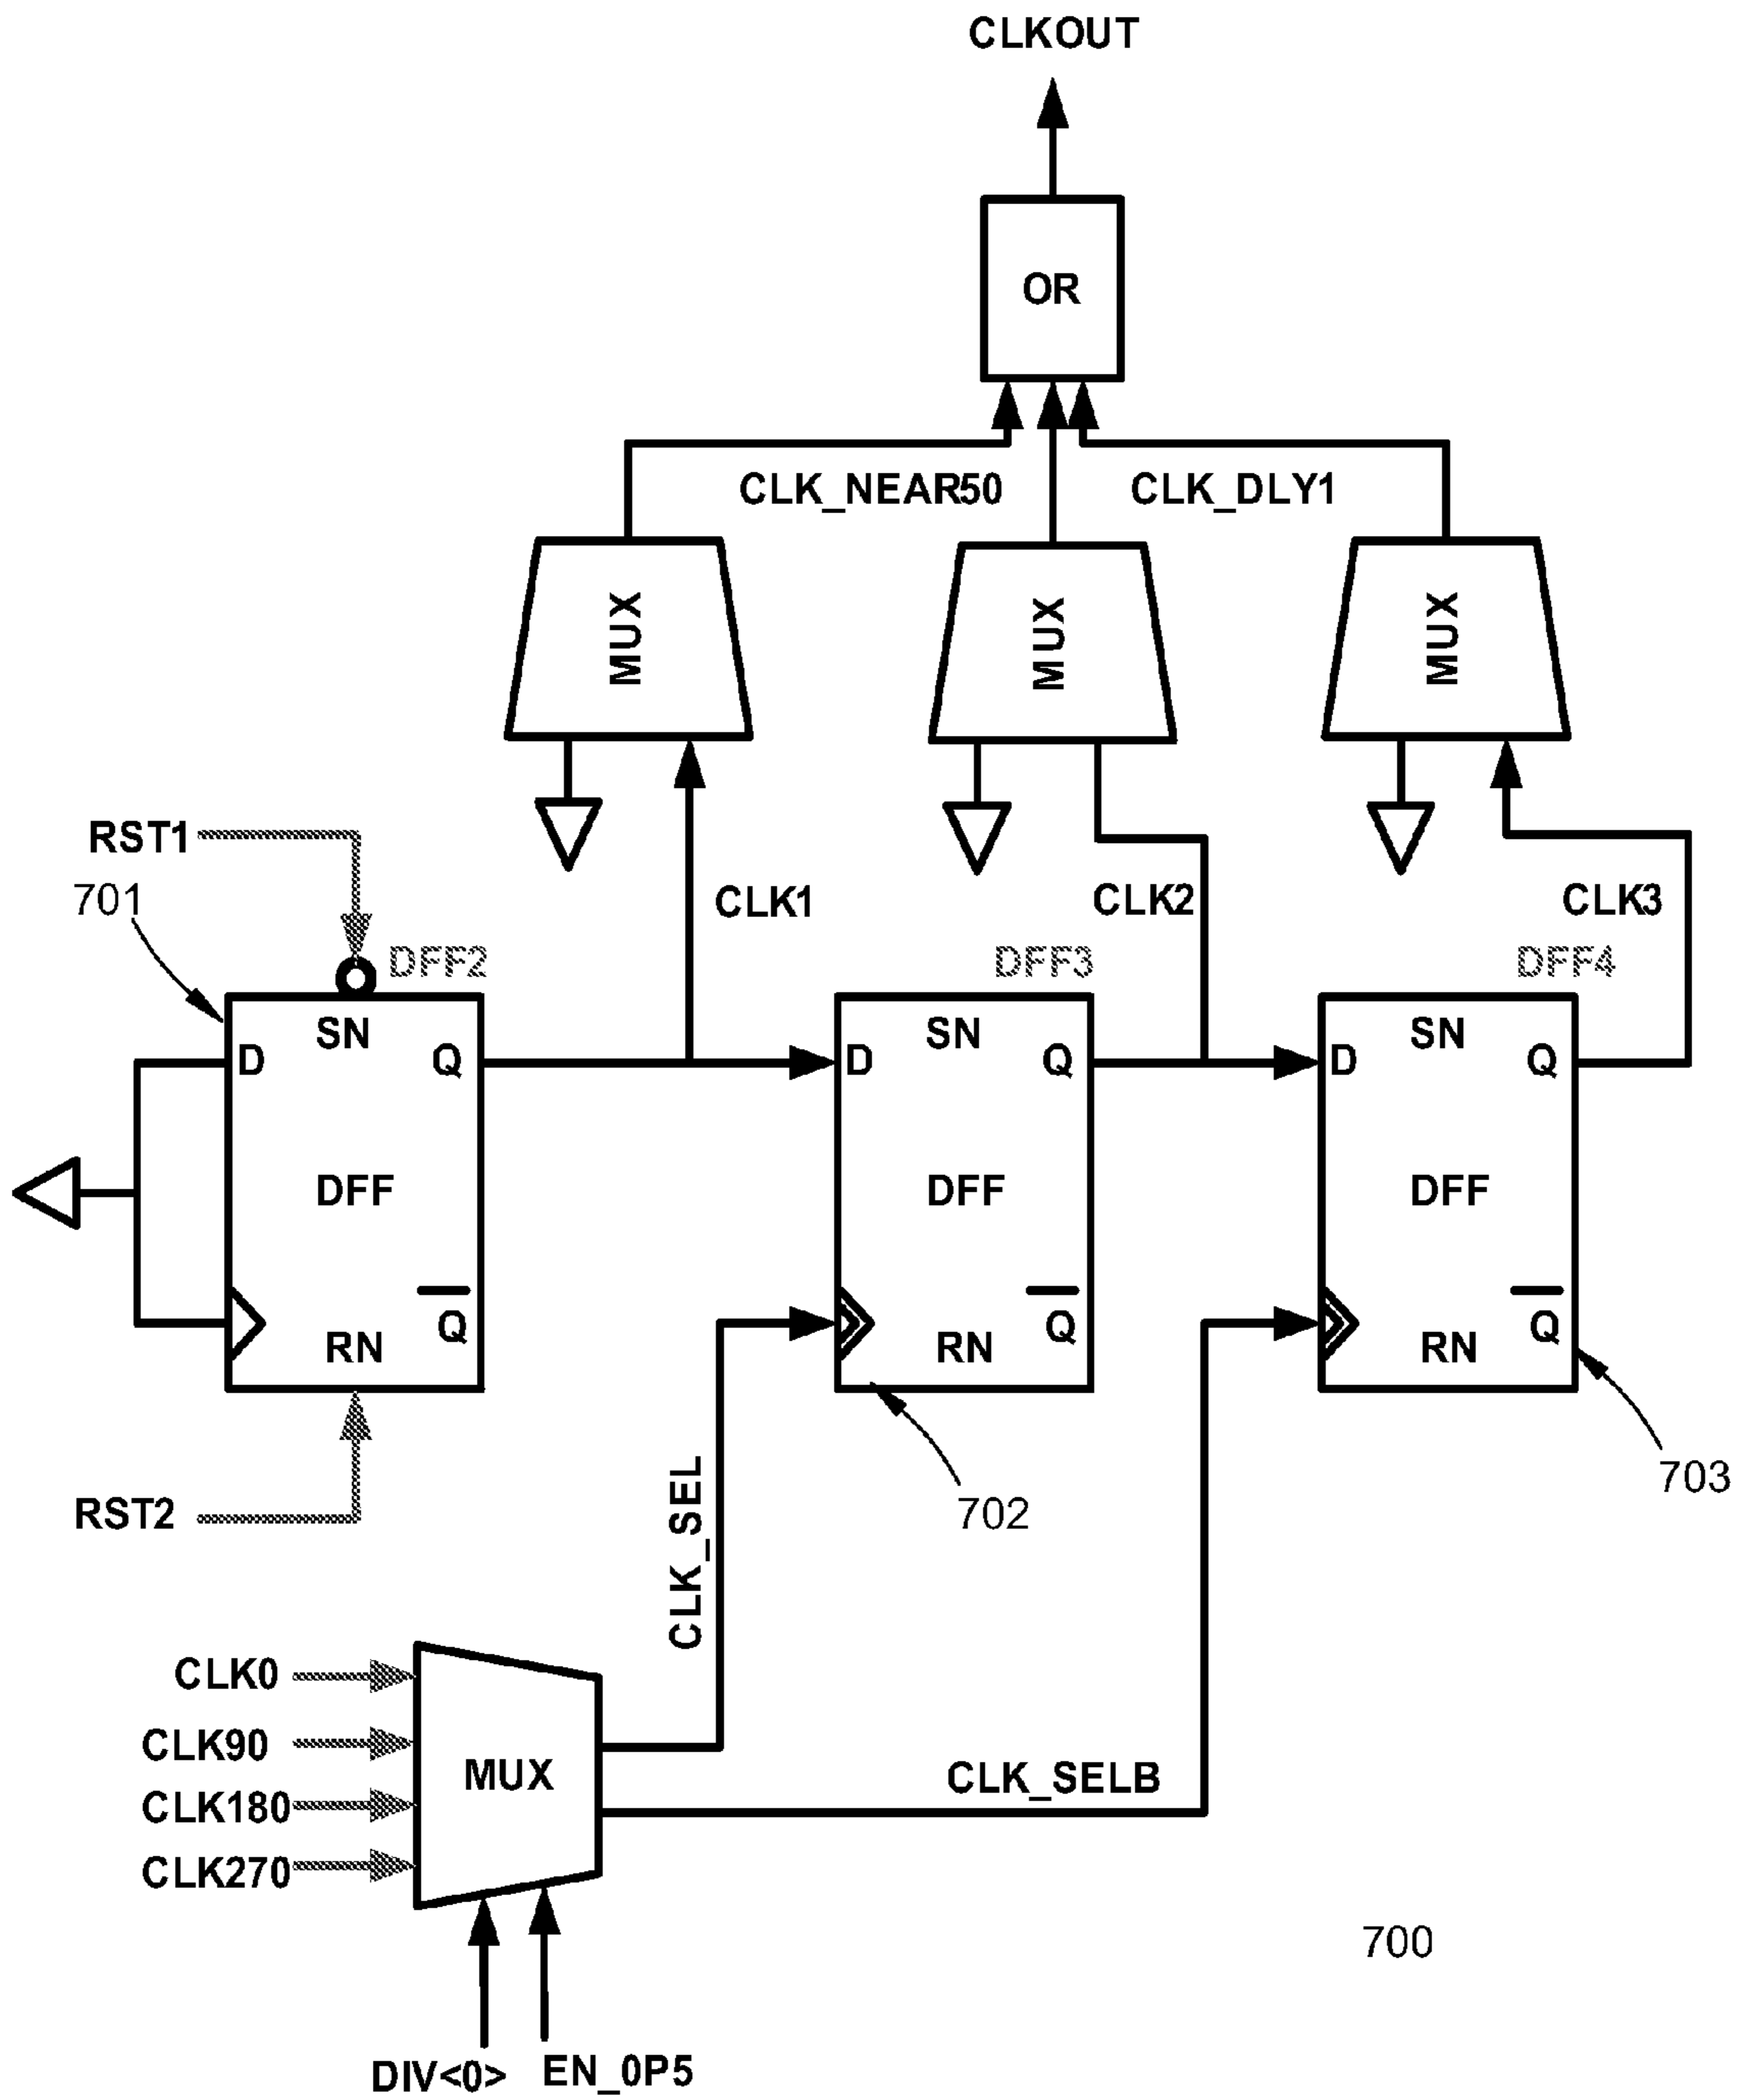 CLKOUT
OR
CLK_NEAR50
CLK_DLY1
MUX
MUX
MUX
RST1
701
CLK1
CLK2
CLK3
DFF2
DFF3
DFF4
SN
SN
SN
D
Q
D
Q
D
Q
DFF
DFF
DFF
Q
Q
Q
RN
RN
RN
RST2
702
703
CLK_SEL
CLK0
CLK90
CLK180
CLK270
MUX
CLK_SELB
700
DIV<0>
EN_0P5